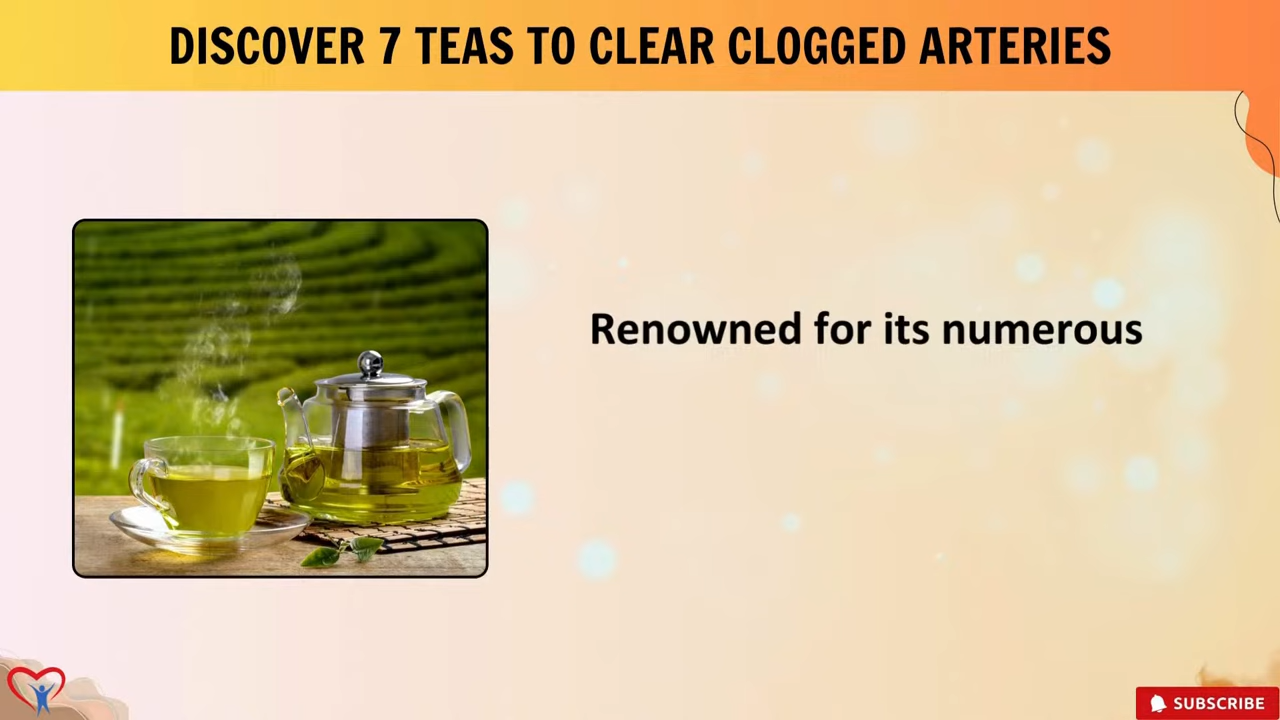 DISCOVER 7 TEAS TO CLEAR CLOGGED ARTERIES
Renowned for its numerous
SUBSCRIBE